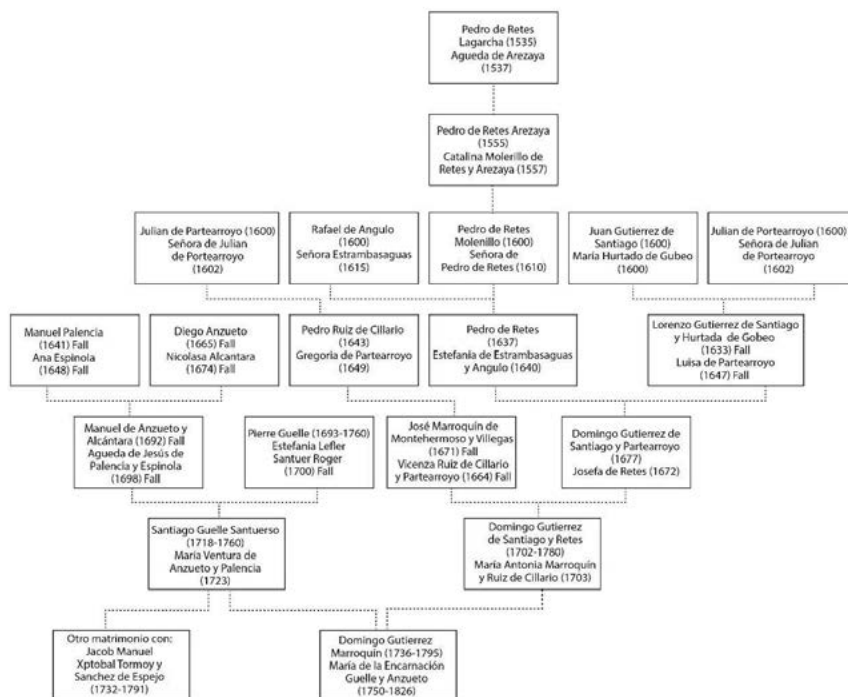 Pedro de Retes
Lagarcha (1535)
Agueda de Arezaya
(1537)
Pedro de Retes Arezaya
(1555)
Catalina Molerillo de
Retes y Arezaya (1557)
Julian de Partearroyo (1600)
Señora de Julian
de Portearroyo
(1602)
Rafael de Angulo
(1600)
Señora Estrambasaguas
(1615)
Pedro de Retes
Molenillo (1600)
Señora de
Pedro de Retes (1610)
Juan Gutierrez de
Santiago (1600)
María Hurtado de Gubeo
(1600)
Julian de Portearroyo (1600)
Señora de Julian
de Portearroyo
(1602)
Manuel Palencia
(1641) Fall
Ana Espinola
(1648) Fall
Diego Anzueto
(1665) Fall
Nicolasa Alcantara
(1674) Fall
Pedro Ruiz de Cillario
(1643)
Gregoria de Partearroyo
(1649)
Pedro de Retes
(1637)
Estefania de Estrambasaguas
y Angulo (1640)
Lorenzo Gutierrez de Santiago
y Hurtada de Gobeo
(1633) Fall
Luisa de Partearroyo
(1647) Fall
Manuel de Anzueto y
Alcántara (1692) Fall
Agueda de Jesús de
Palencia y Espinola
(1698) Fall
Pierre Guelle (1693-1760)
Estefania Lefler
Santuer Roger
(1700) Fall
José Marroquín de
Montehermoso y Villegas
(1671) Fall
Vicenza Ruiz de Cillario
y Partearroyo (1664) Fall
Domingo Gutierrez de
Santiago y Partearroyo
(1677)
Josefa de Retes (1672)
Santiago Guelle Santuerso
(1718-1760)
María Ventura de
Anzueto y Palencia
(1723)
Domingo Gutierrez
de Santiago y Retes
(1702-1780)
María Antonia Marroquín
y Ruiz de Cillario (1703)
Otro matrimonio con:
Jacob Manuel
Xptobal Tormoy y
Sanchez de Espejo
(1732-1791)
Domingo Gutierrez
Marroquín (1736-1795)
María de la Encarnación
Guelle y Anzueto
(1750-1826)